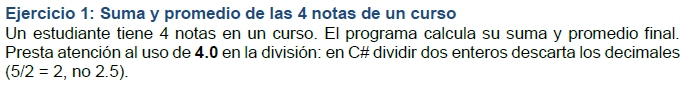 Ejercicio 1: Suma y promedio de las 4 notas de un curso
Un estudiante tiene 4 notas en un curso. El programa calcula su suma y promedio final.
Presta atención al uso de 4.0 en la división: en C# dividir dos enteros descarta los decimales
(5/2 = 2, no 2.5).